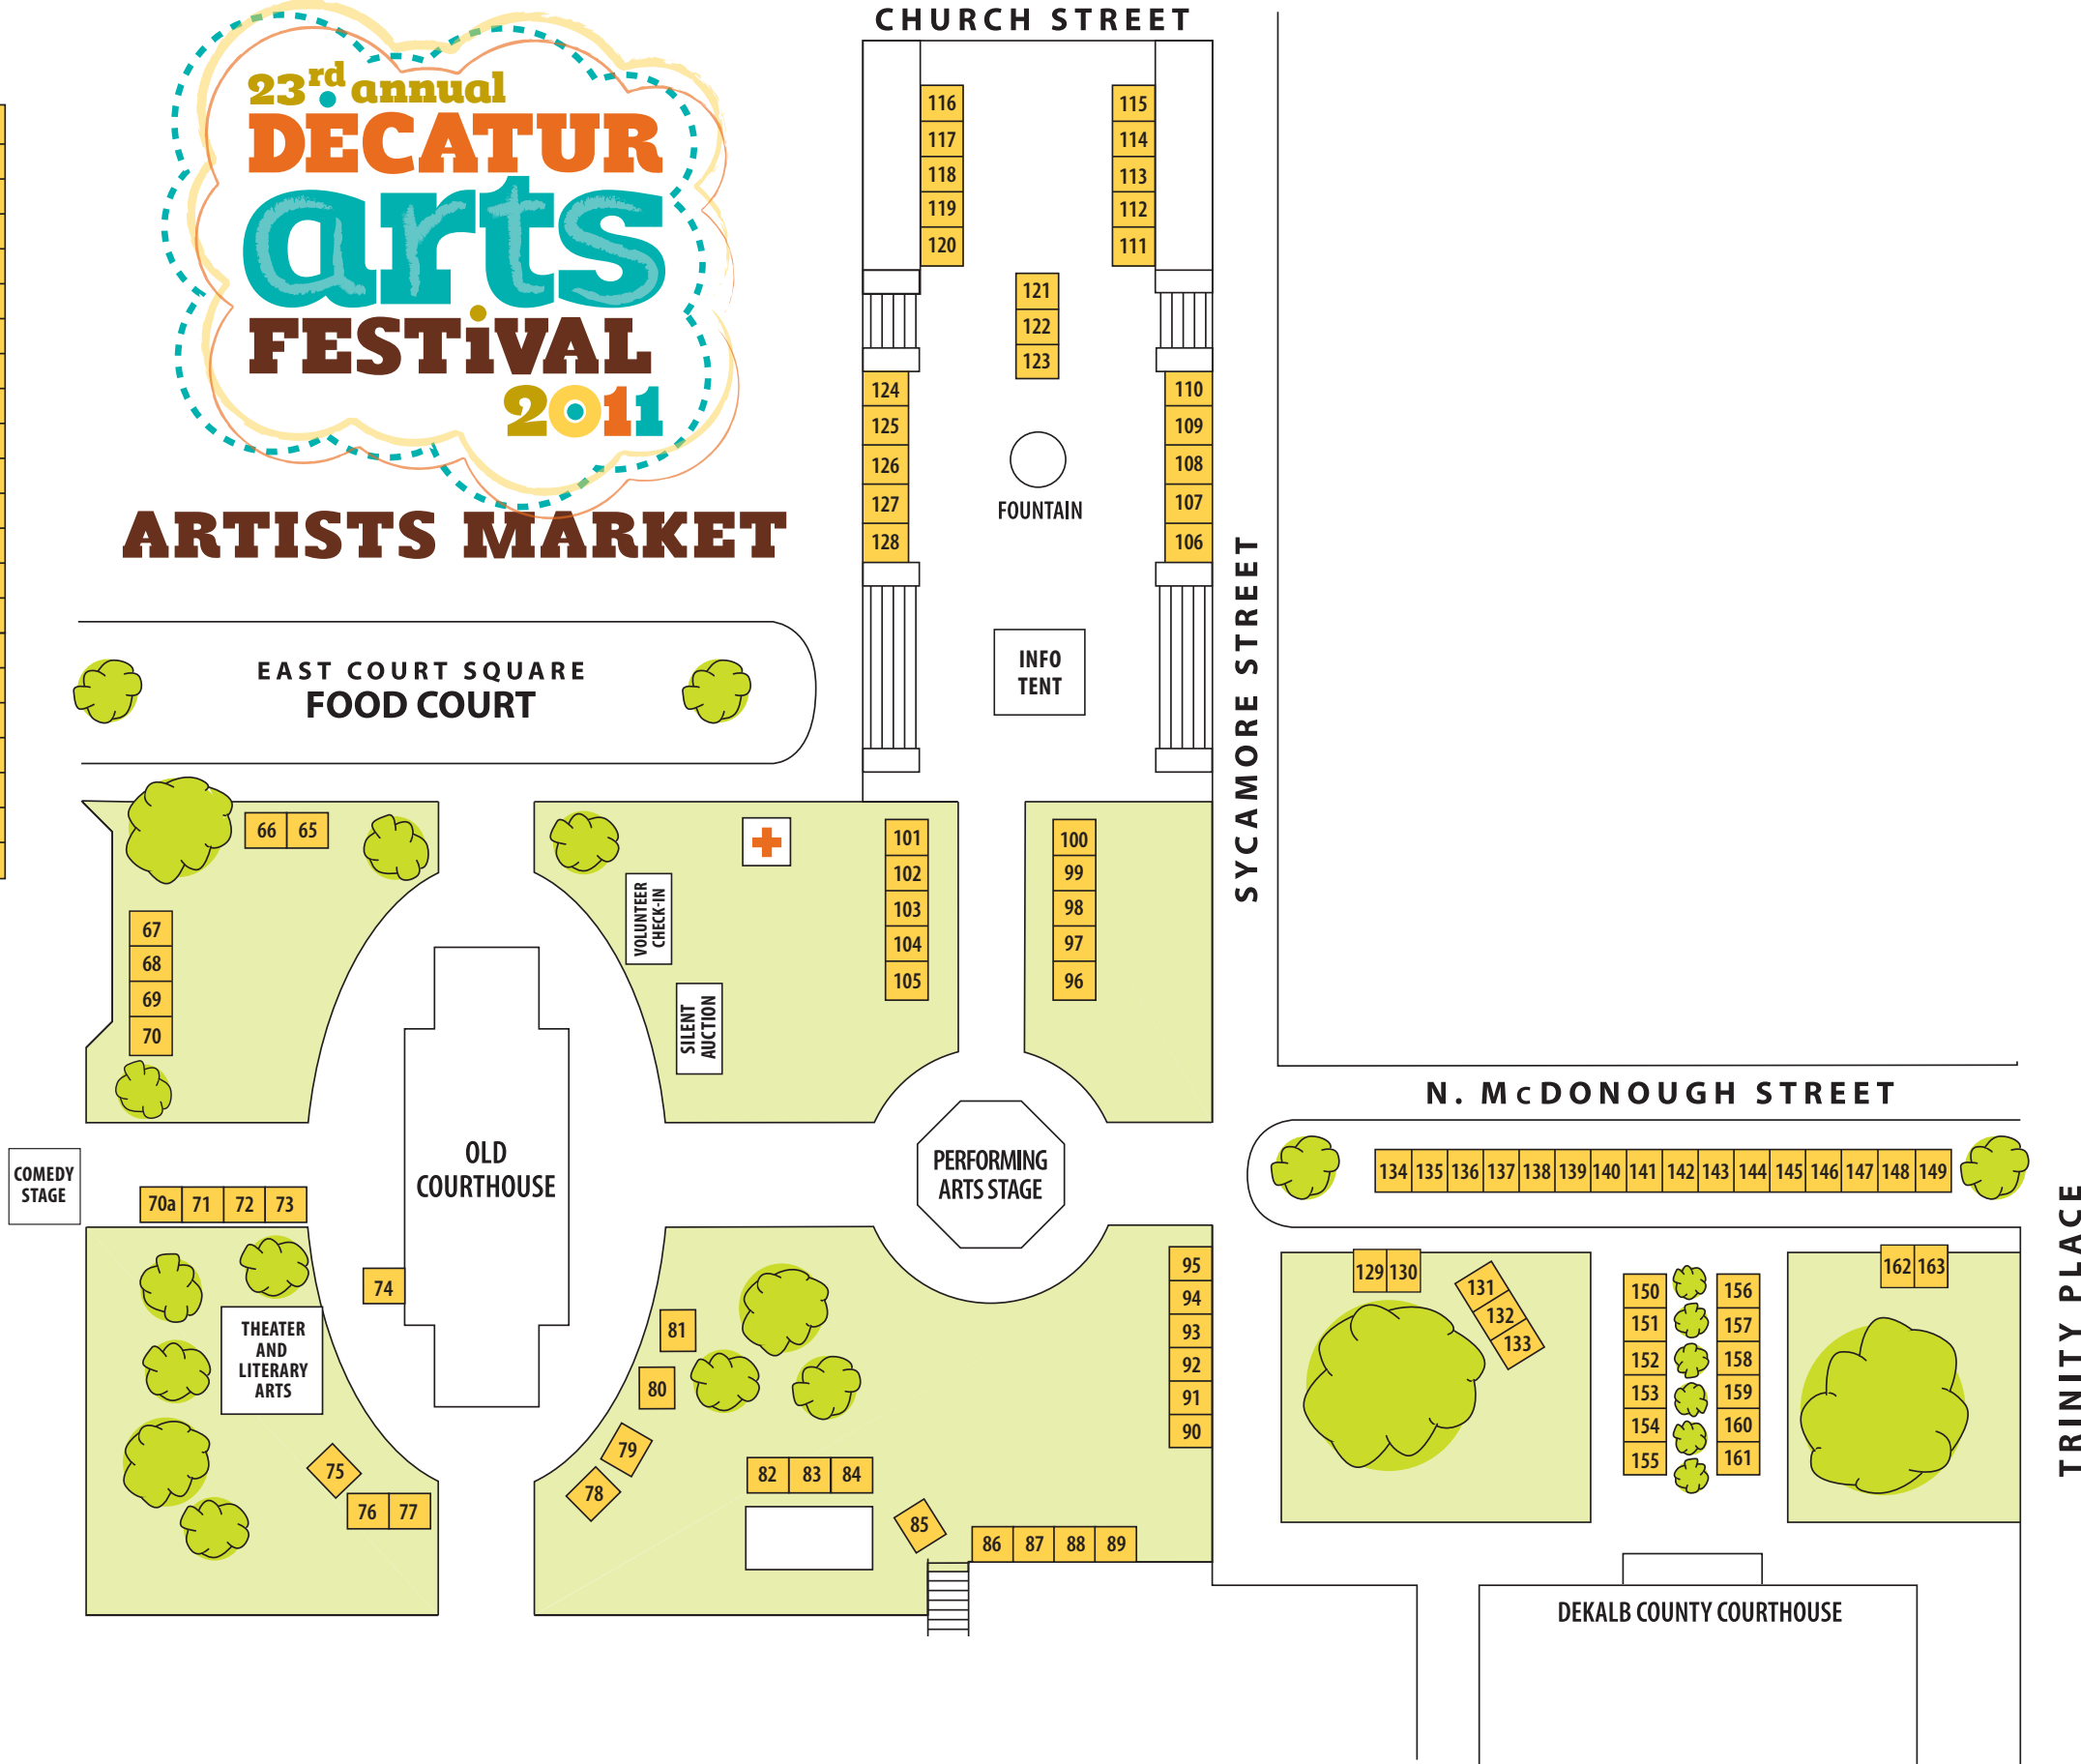 CHURCH STREET
23rd annual
DECATUR
arts
FESTiVAL
2011
ARTISTS MARKET
116
117
118
119
120
115
114
113
112
111
121
122
123
124
125
126
127
128
110
109
108
107
106
FOUNTAIN
INFO
TENT
SYCAMORE STREET
EAST COURT SQUARE
FOOD COURT
66 65
67
68
69
70
VOLUNTEER
CHECK-IN
SILENT
AUCTION
101
102
103
104
105
100
99
98
97
96
OLD
COURTHOUSE
PERFORMING
ARTS STAGE
COMEDY
STAGE
70a 71 72 73
74
THEATER
AND
LITERARY
ARTS
75
76 77
81
80
79
78
82 83 84
85
86 87 88 89
95
94
93
92
91
90
N. McDONOUGH STREET
134 135 136 137 138 139 140 141 142 143 144 145 146 147 148 149
129 130
131
132
133
150
151
152
153
154
155
156
157
158
159
160
161
162 163
TRINITY PLACE
DEKALB COUNTY COURTHOUSE